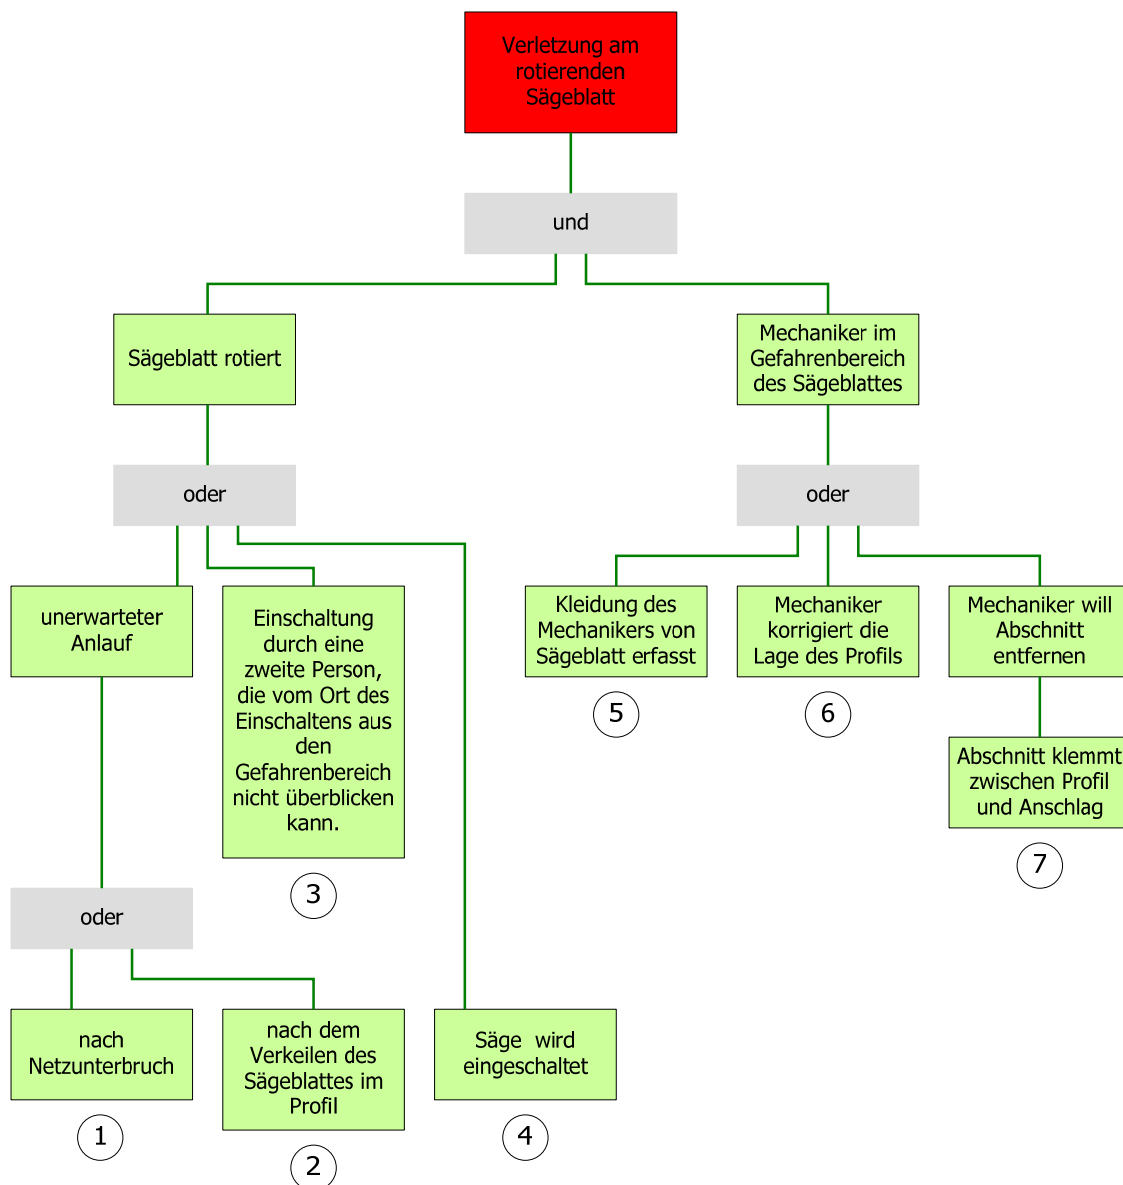 Verletzung am
rotierenden
Sägeblatt
und
Sägeblatt rotiert
Mechaniker im
Gefahrenbereich
des Sägeblattes
oder
oder
unerwarteter
Anlauf
Einschaltung
durch eine
zweite Person,
die vom Ort des
Einschaltens aus
den
Gefahrenbereich
nicht überblicken
kann.
3
Kleidung des
Mechanikers von
Sägeblatt erfasst
5
Mechaniker
korrigiert die
Lage des Profils
6
Mechaniker will
Abschnitt
entfernen
Abschnitt klemmt
zwischen Profil
und Anschlag
7
oder
nach
Netzunterbruch
1
nach dem
Verkeilen des
Sägeblattes im
Profil
2
Säge wird
eingeschaltet
4